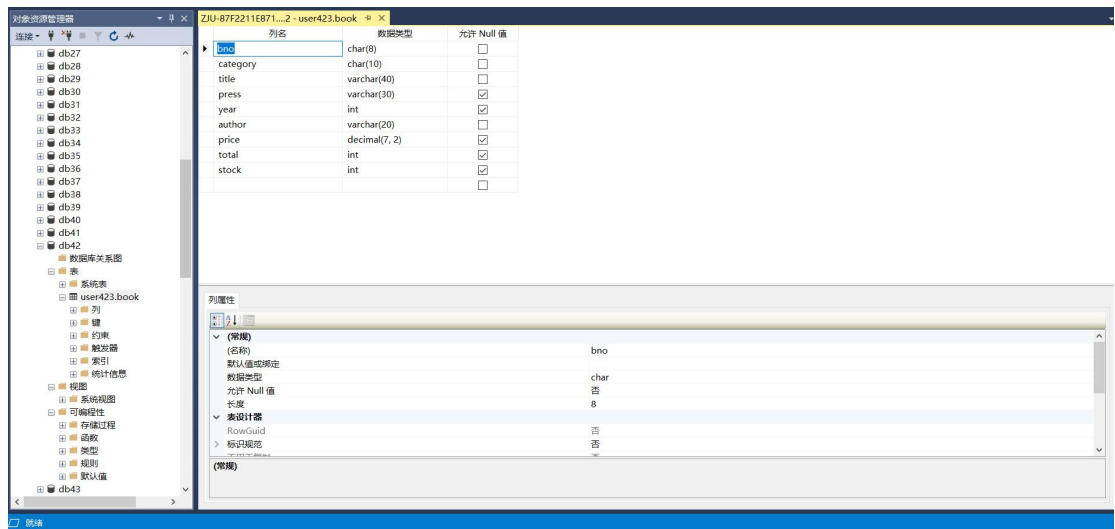 对象资源管理器
ZJU-87F2211E871....2 - user423.book
连接
列名 数据类型 允许 Null 值
bno char(8)
category char(10)
title varchar(40)
press varchar(30)
year int
author varchar(20)
price decimal(7, 2)
total int
stock int
db27
db28
db29
db30
db31
db32
db33
db34
db35
db36
db37
db38
db39
db40
db41
db42
数据库关系图
表
系统表
user423.book
列
键
约束
触发器
索引
统计信息
视图
系统视图
可编程性
存储过程
函数
类型
规则
默认值
db43
列属性
(常规)
(名称) bno
默认值或绑定
数据类型 char
允许 Null 值 否
长度 8
表设计器
RowGuid 否
标识规范 否
(常规)
就绪